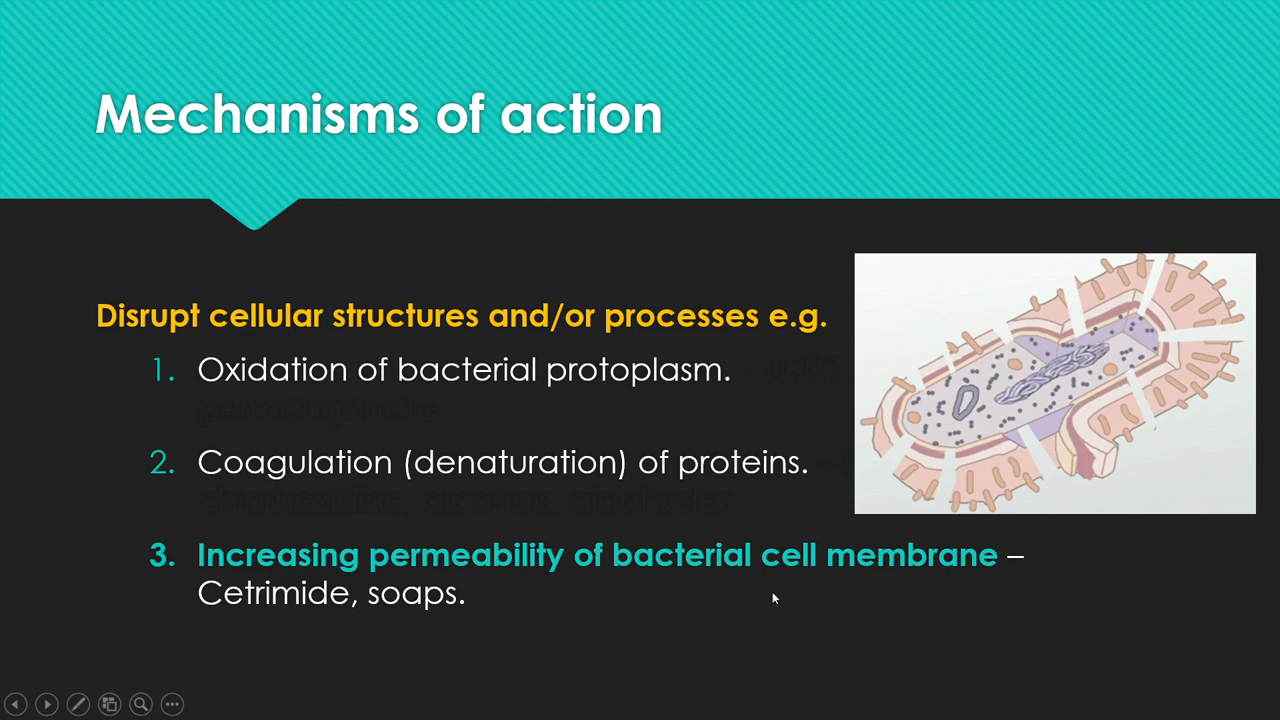 Mechanisms of action
Disrupt cellular structures and/or processes e.g.
1. Oxidation of bacterial protoplasm.
2. Coagulation (denaturation) of proteins.
3. Increasing permeability of bacterial cell membrane –
Cetrimide, soaps.